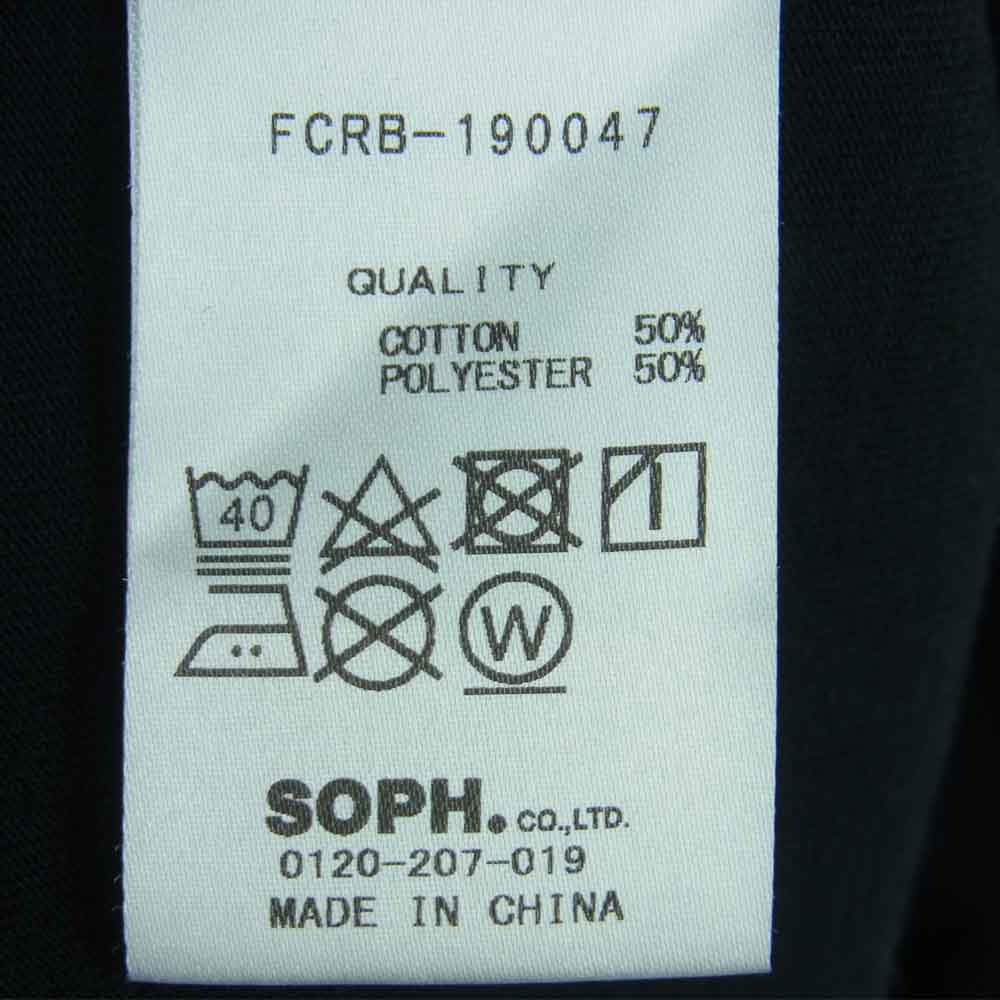 FCRB-190047
QUALITY
COTTON 50%
POLYESTER 50%
40
W
SOPH. CO.,LTD.
0120-207-019
MADE IN CHINA